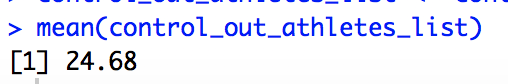 > mean(control_out_athletes_list)
[1] 24.68